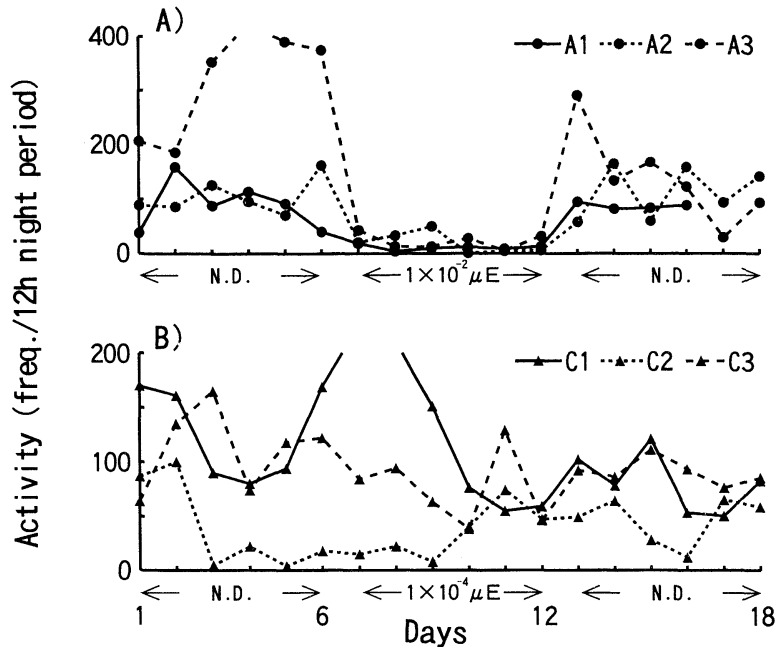 A)
400
200
0
A1 A2 A3
N.D. 1×10⁻²μE N.D.
B)
200
100
0
C1 C2 C3
N.D. 1×10⁻⁴μE N.D.
1 6 12 18
Days
Activity (freq./12h night period)